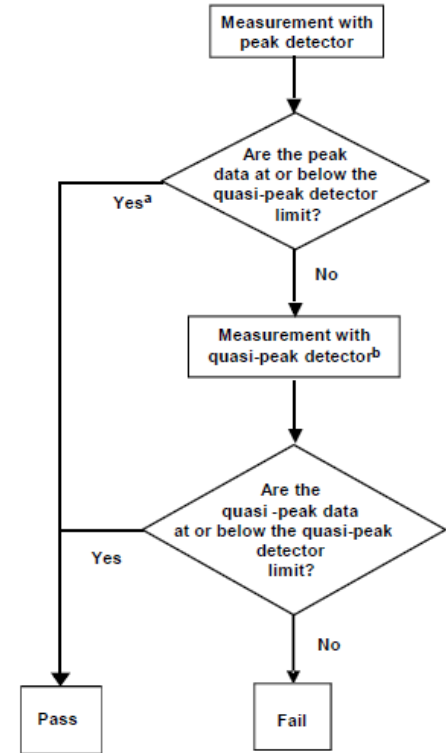 Measurement with
peak detector
Are the peak
data at or below the
quasi-peak detector
limit?
Yesᵃ
No
Measurement with
quasi-peak detectorᵇ
Are the
quasi -peak data
at or below the quasi-peak
detector
limit?
Yes
No
Pass
Fail